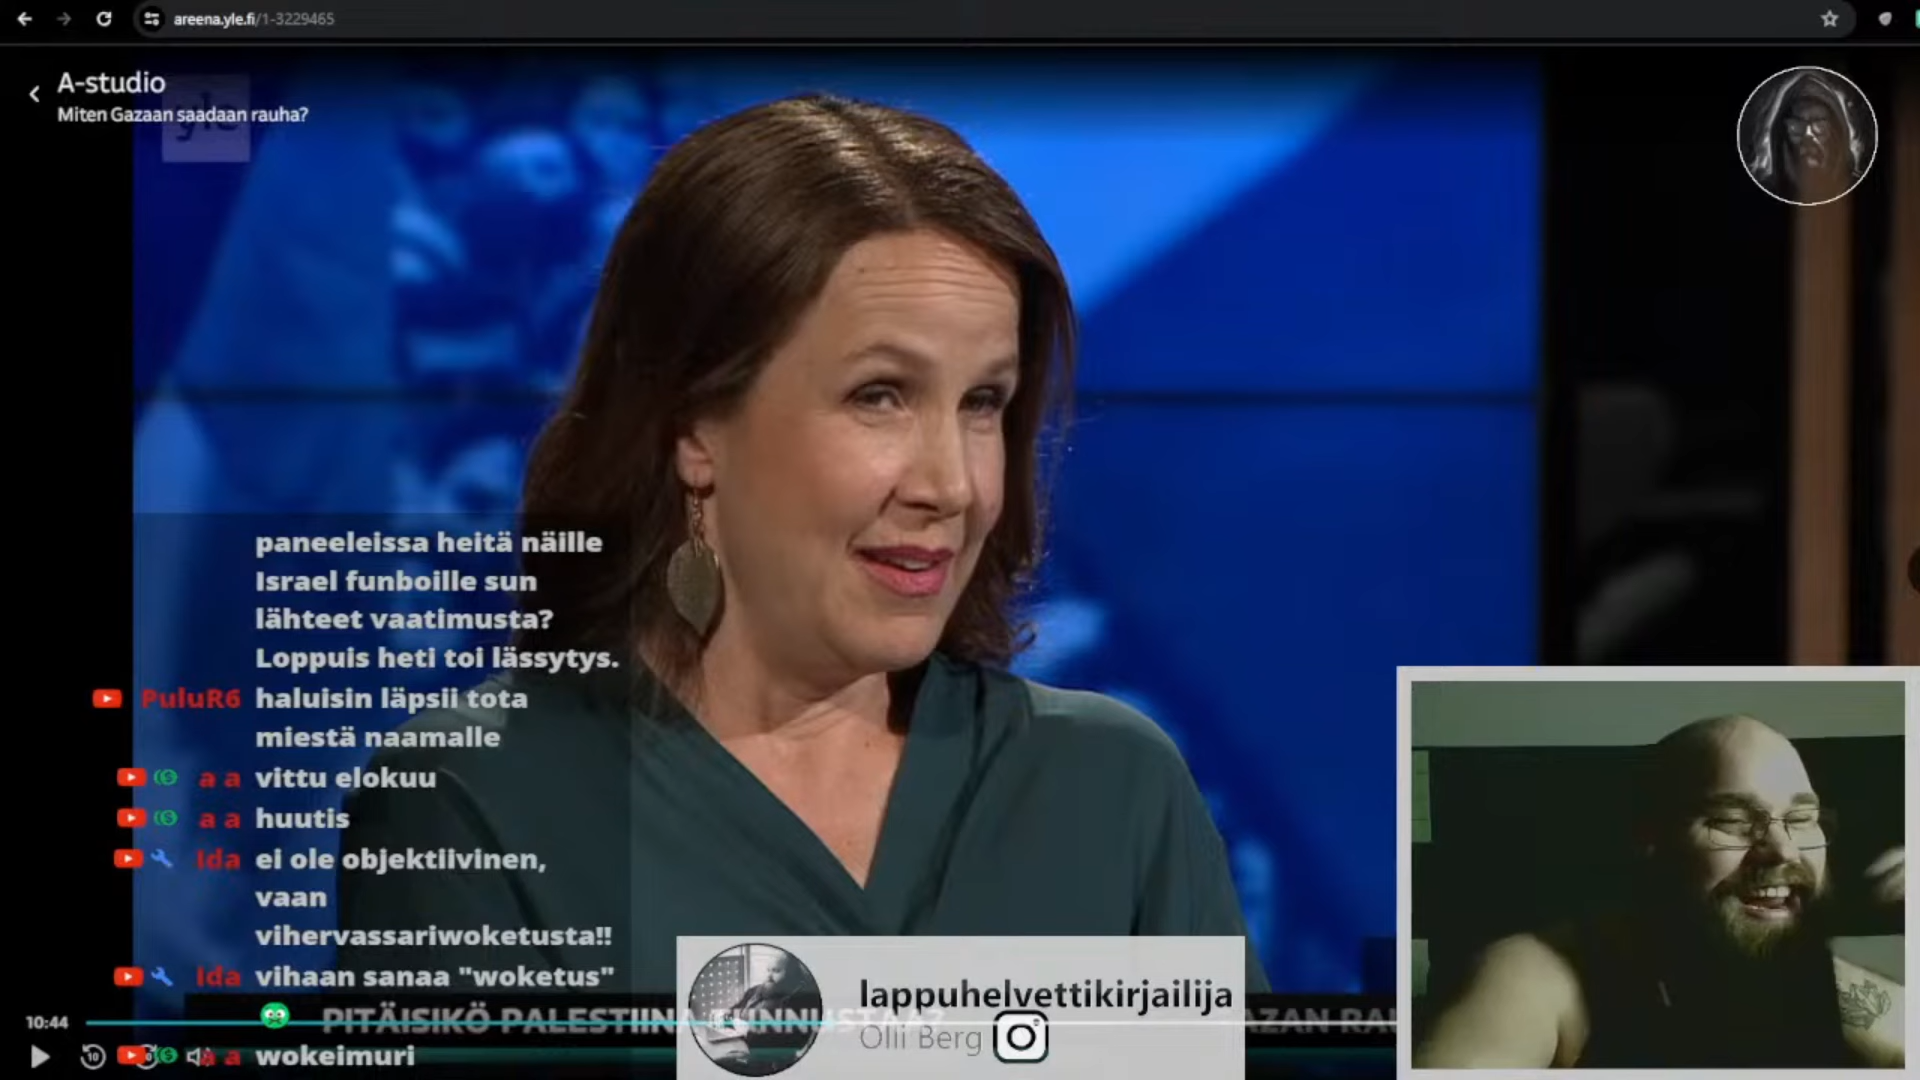 areena.yle.fi/1-3229465
A-studio
Miten Gazaan saadaan rauha?
yle
paneeleissa heitä näille
Israel funboille sun
lähteet vaatimusta?
Loppuis heti toi lässytys.
PuluR6 haluisin läpsii tota
miestä naamalle
a a vittu elokuu
a a huutis
Ida ei ole objektiivinen,
vaan
vihervassariwoketusta!!
Ida vihaan sanaa "woketus"
lappuhelvettikirjailija
10:44 PITÄISIKÖ PALESTIINA
Olli Berg
10 a a wokeimuri